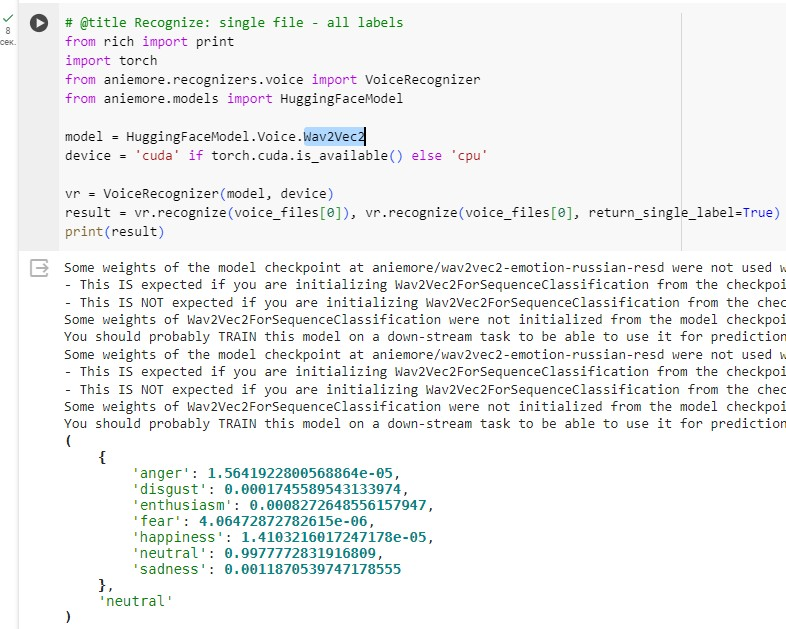 8
сек.
# @title Recognize: single file - all labels
from rich import print
import torch
from aniemore.recognizers.voice import VoiceRecognizer
from aniemore.models import HuggingFaceModel
model = HuggingFaceModel.Voice.Wav2Vec2
device = 'cuda' if torch.cuda.is_available() else 'cpu'
vr = VoiceRecognizer(model, device)
result = vr.recognize(voice_files[0]), vr.recognize(voice_files[0], return_single_label=True)
print(result)
Some weights of the model checkpoint at aniemore/wav2vec2-emotion-russian-resd were not used w
- This IS expected if you are initializing Wav2Vec2ForSequenceClassification from the checkpoi
- This IS NOT expected if you are initializing Wav2Vec2ForSequenceClassification from the chec
Some weights of Wav2Vec2ForSequenceClassification were not initialized from the model checkpoi
You should probably TRAIN this model on a down-stream task to be able to use it for prediction
Some weights of the model checkpoint at aniemore/wav2vec2-emotion-russian-resd were not used w
- This IS expected if you are initializing Wav2Vec2ForSequenceClassification from the checkpoi
- This IS NOT expected if you are initializing Wav2Vec2ForSequenceClassification from the chec
Some weights of Wav2Vec2ForSequenceClassification were not initialized from the model checkpoi
You should probably TRAIN this model on a down-stream task to be able to use it for prediction
(
{
'anger': 1.5641922800568864e-05,
'disgust': 0.0001745589543133974,
'enthusiasm': 0.0008272648556157947,
'fear': 4.06472872782615e-06,
'happiness': 1.4103216017247178e-05,
'neutral': 0.9977772831916809,
'sadness': 0.0011870539747178555
},
'neutral'
)